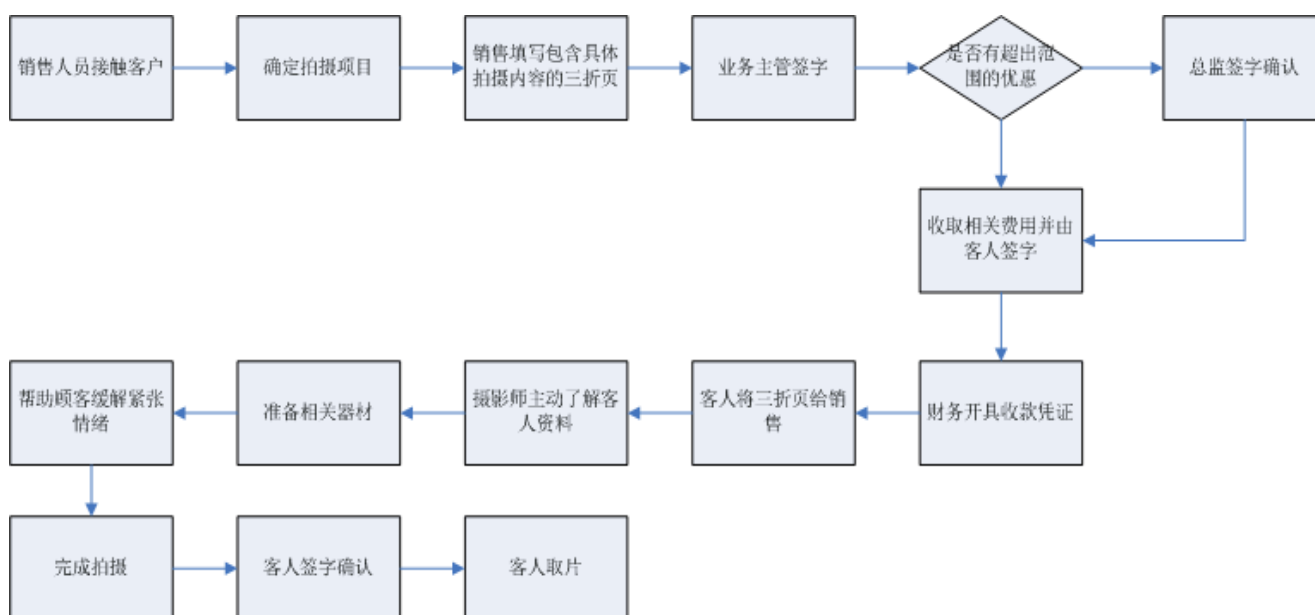 销售人员接触客户
确定拍摄项目
销售填写包含具体
拍摄内容的三折页
业务主管签字
是否有超出范
围的优惠
总监签字确认
收取相关费用并由
客人签字
财务开具收款凭证
客人将三折页给销
售
摄影师主动了解客
人资料
准备相关器材
帮助顾客缓解紧张
情绪
完成拍摄
客人签字确认
客人取片